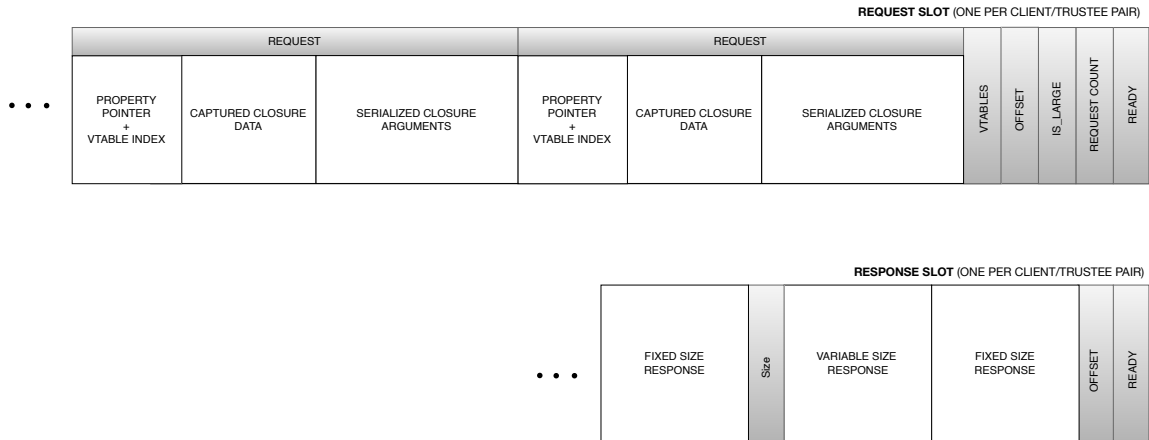 REQUEST SLOT (ONE PER CLIENT/TRUSTEE PAIR)
REQUEST
REQUEST
PROPERTY
POINTER
+
VTABLE INDEX
CAPTURED CLOSURE
DATA
SERIALIZED CLOSURE
ARGUMENTS
PROPERTY
POINTER
+
VTABLE INDEX
CAPTURED CLOSURE
DATA
SERIALIZED CLOSURE
ARGUMENTS
VTABLES
OFFSET
IS_LARGE
REQUEST COUNT
READY
RESPONSE SLOT (ONE PER CLIENT/TRUSTEE PAIR)
FIXED SIZE
RESPONSE
Size
VARIABLE SIZE
RESPONSE
FIXED SIZE
RESPONSE
OFFSET
READY